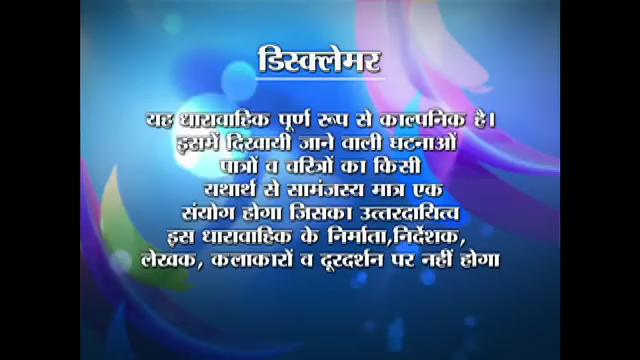 डिस्क्लेमर
यह धारावाहिक पूर्ण रूप से काल्पनिक है।
इसमें दिखायी जाने वाली घटनाओं
पात्रों व चरित्रों का किसी
यथार्थ से सामंजस्य मात्र एक
संयोग होगा जिसका उत्तरदायित्व
इस धारावाहिक के निर्माता,निर्देशक,
लेखक, कलाकारों व दूरदर्शन पर नहीं होगा